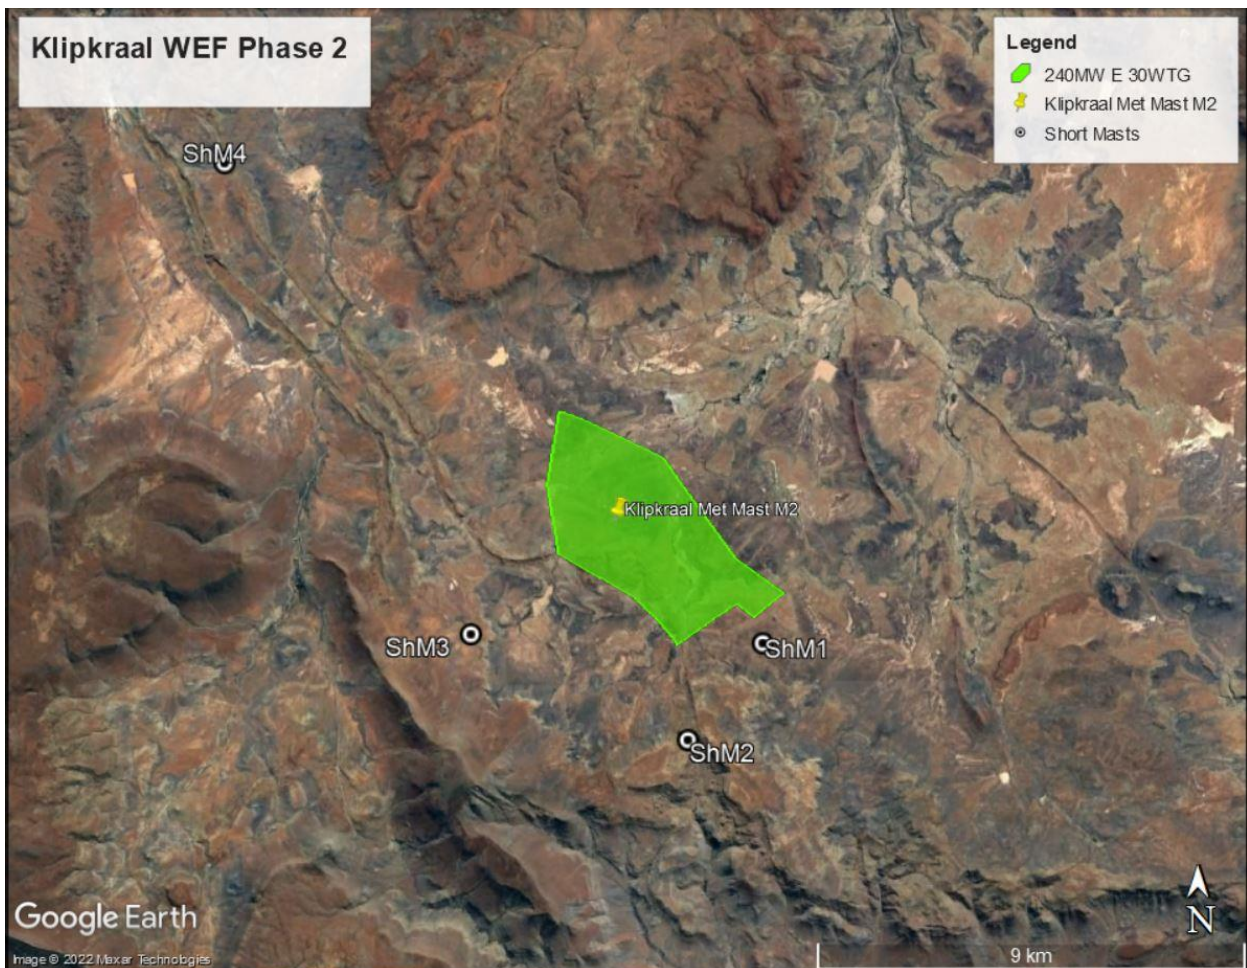 Klipkraal WEF Phase 2
Legend
240MW E 30WTG
Klipkraal Met Mast M2
Short Masts
ShM4
Klipkraal Met Mast M2
ShM3
ShM1
ShM2
Google Earth
N
Image © 2022 Maxar Technologies
9 km